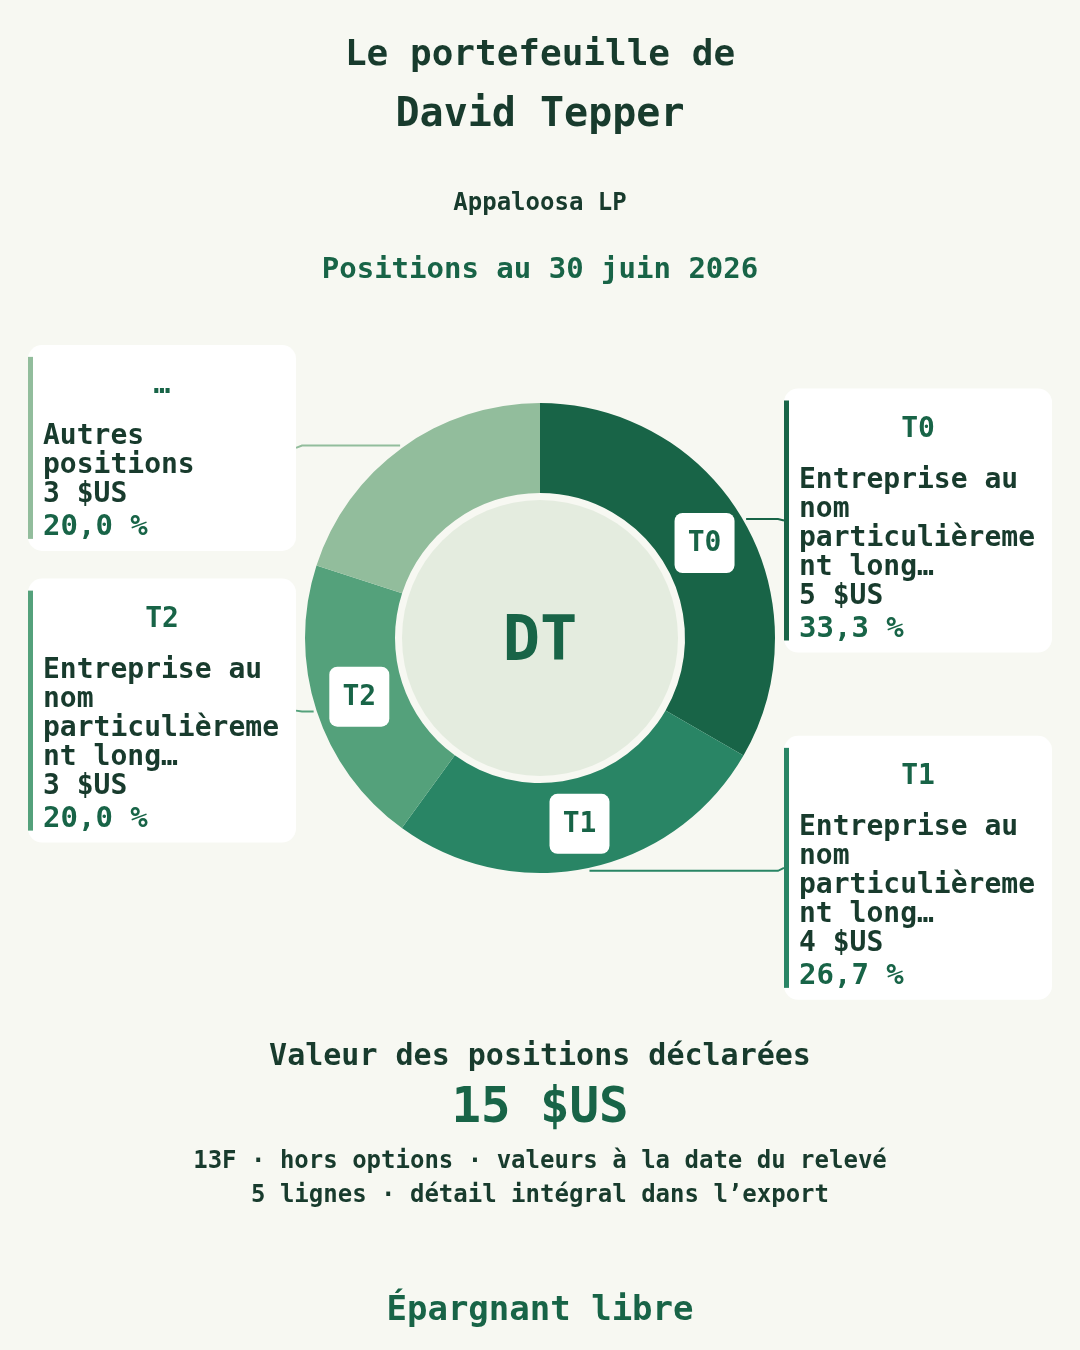 Le portefeuille de
David Tepper
Appaloosa LP
Positions au 30 juin 2026
…
Autres
positions
3 $US
20,0 %
T0
Entreprise au
nom
particulièreme
nt long…
5 $US
33,3 %
T2
Entreprise au
nom
particulièreme
nt long…
3 $US
20,0 %
T0
DT
T2
T1
T1
Entreprise au
nom
particulièreme
nt long…
4 $US
26,7 %
Valeur des positions déclarées
15 $US
13F · hors options · valeurs à la date du relevé
5 lignes · détail intégral dans l’export
Épargnant libre